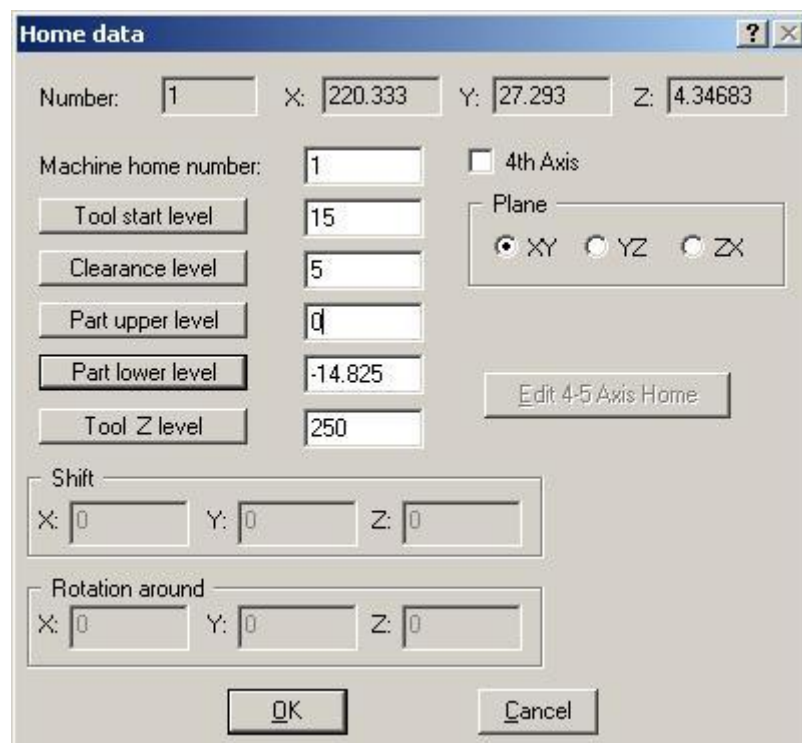 Home data
Number: 1 X: 220.333 Y: 27.293 Z: 4.34683
Machine home number: 1 4th Axis
Tool start level 15 Plane
XY YZ ZX
Clearance level 5
Part upper level 0
Part lower level -14.825
Edit 4-5 Axis Home
Tool Z level 250
Shift
X: 0 Y: 0 Z: 0
Rotation around
X: 0 Y: 0 Z: 0
OK Cancel